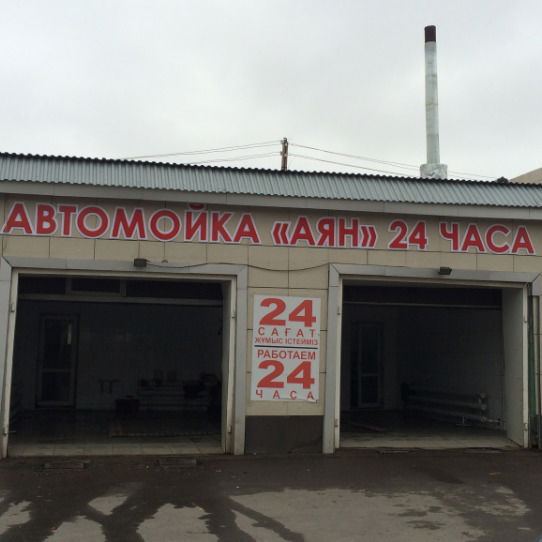 АВТОМОЙКА «АЯН» 24 ЧАСА
24
САҒАТ
ЖҰМЫС ІСТЕЙМІЗ
РАБОТАЕМ
24
ЧАСА